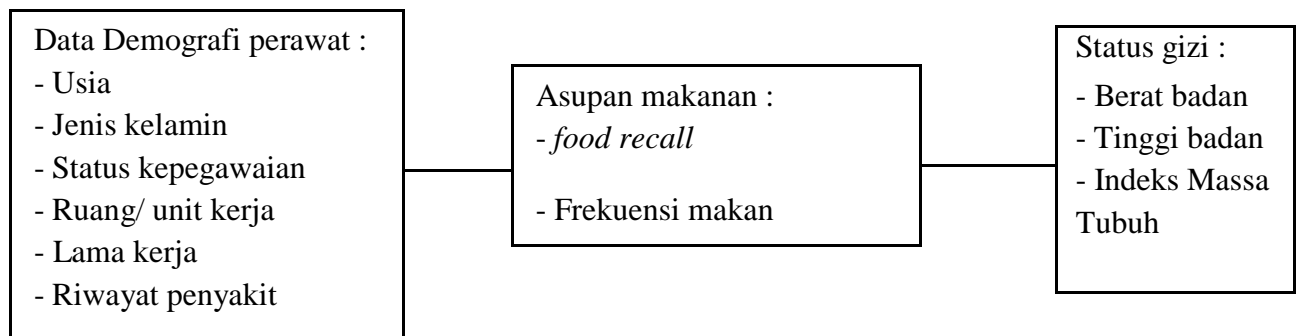 Data Demografi perawat :
- Usia
- Jenis kelamin
- Status kepegawaian
- Ruang/ unit kerja
- Lama kerja
- Riwayat penyakit
Asupan makanan :
- food recall
- Frekuensi makan
Status gizi :
- Berat badan
- Tinggi badan
- Indeks Massa
Tubuh